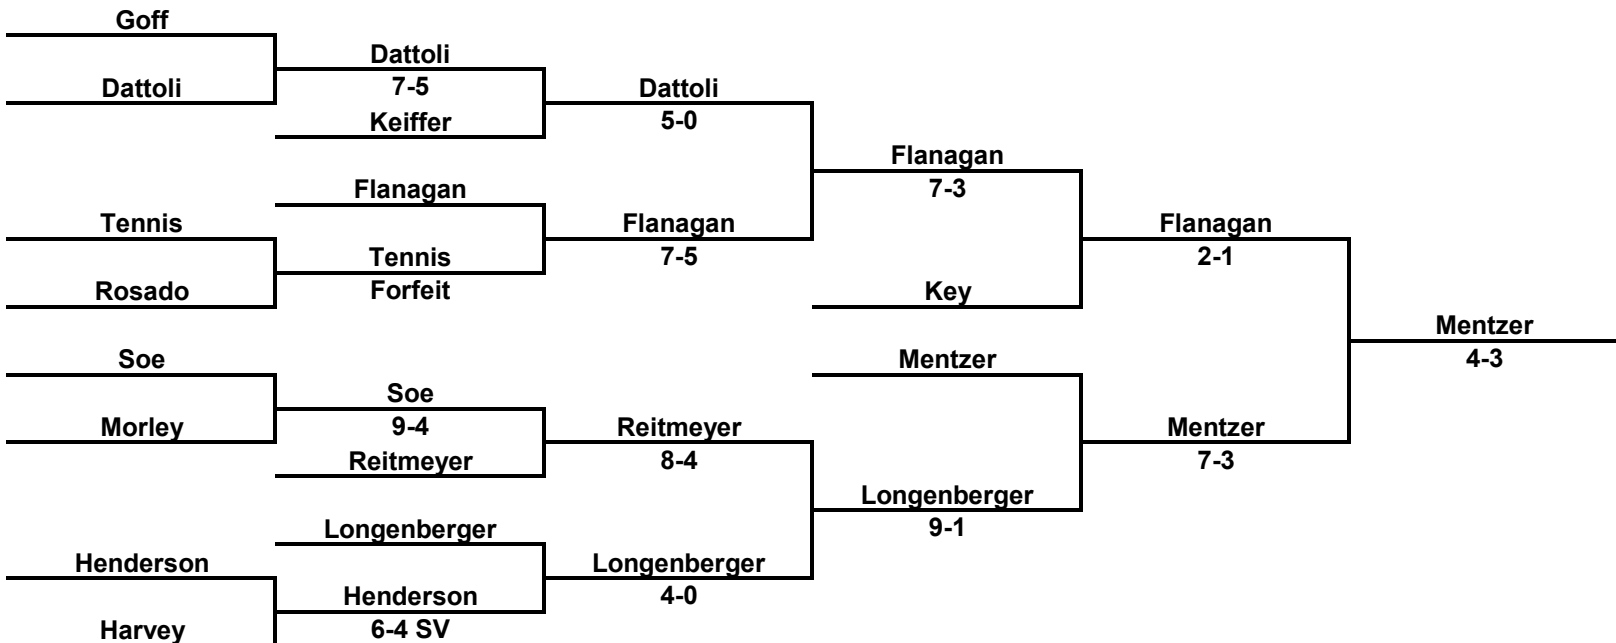 Goff
Dattoli
Dattoli
7-5
Dattoli
5-0
Keiffer
Flanagan
7-3
Flanagan
Tennis
Flanagan
7-5
Flanagan
2-1
Tennis
Forfeit
Rosado
Key
Mentzer
4-3
Soe
Mentzer
Soe
9-4
Morley
Reitmeyer
8-4
Mentzer
7-3
Reitmeyer
Longenberger
9-1
Longenberger
Henderson
Longenberger
4-0
Henderson
6-4 SV
Harvey